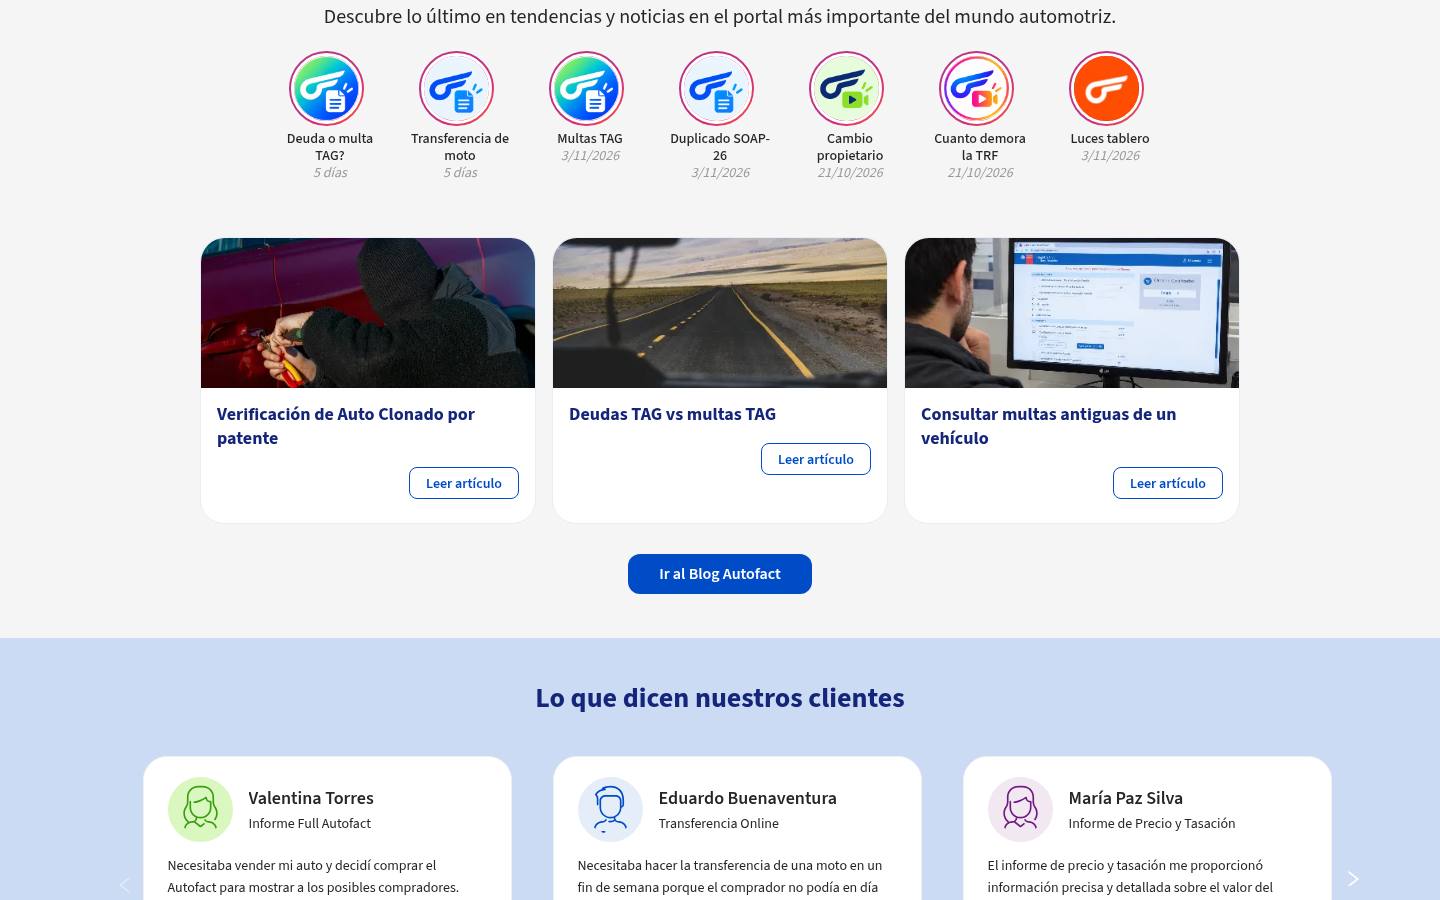 Descubre lo último en tendencias y noticias en el portal más importante del mundo automotriz.
Deuda o multa
TAG?
5 días
Transferencia de
moto
5 días
Multas TAG
3/11/2026
Duplicado SOAP-
26
3/11/2026
Cambio
propietario
21/10/2026
Cuanto demora
la TRF
21/10/2026
Luces tablero
3/11/2026
Verificación de Auto Clonado por
patente
Leer artículo
Deudas TAG vs multas TAG
Leer artículo
Consultar multas antiguas de un
vehículo
Leer artículo
Ir al Blog Autofact
Lo que dicen nuestros clientes
Valentina Torres
Informe Full Autofact
Necesitaba vender mi auto y decidí comprar el
Autofact para mostrar a los posibles compradores.
Eduardo Buenaventura
Transferencia Online
Necesitaba hacer la transferencia de una moto en un
fin de semana porque el comprador no podía en día
María Paz Silva
Informe de Precio y Tasación
El informe de precio y tasación me proporcionó
información precisa y detallada sobre el valor del